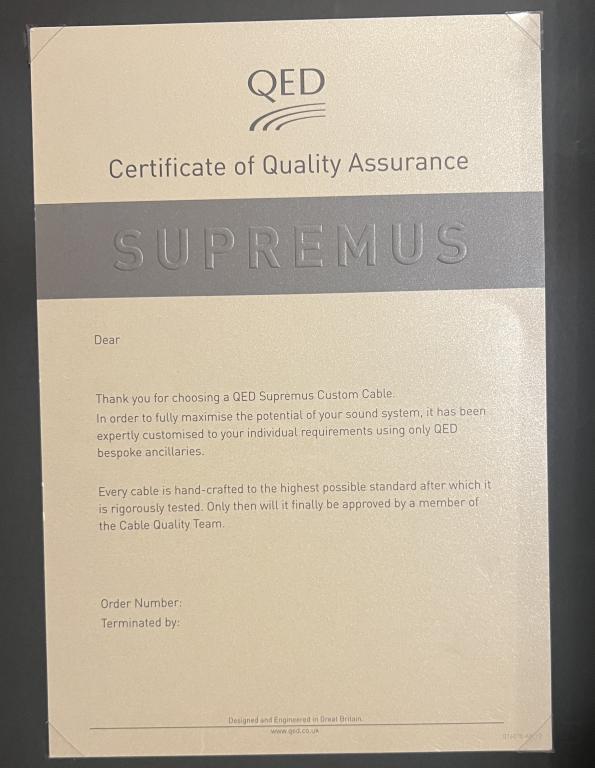 QED
Certificate of Quality Assurance
SUPREMUS
Dear
Thank you for choosing a QED Supremus Custom Cable.
In order to fully maximise the potential of your sound system, it has been
expertly customised to your individual requirements using only QED
bespoke ancillaries.
Every cable is hand-crafted to the highest possible standard after which it
is rigorously tested. Only then will it finally be approved by a member of
the Cable Quality Team.
Order Number:
Terminated by:
Designed and Engineered in Great Britain.
www.qed.co.uk